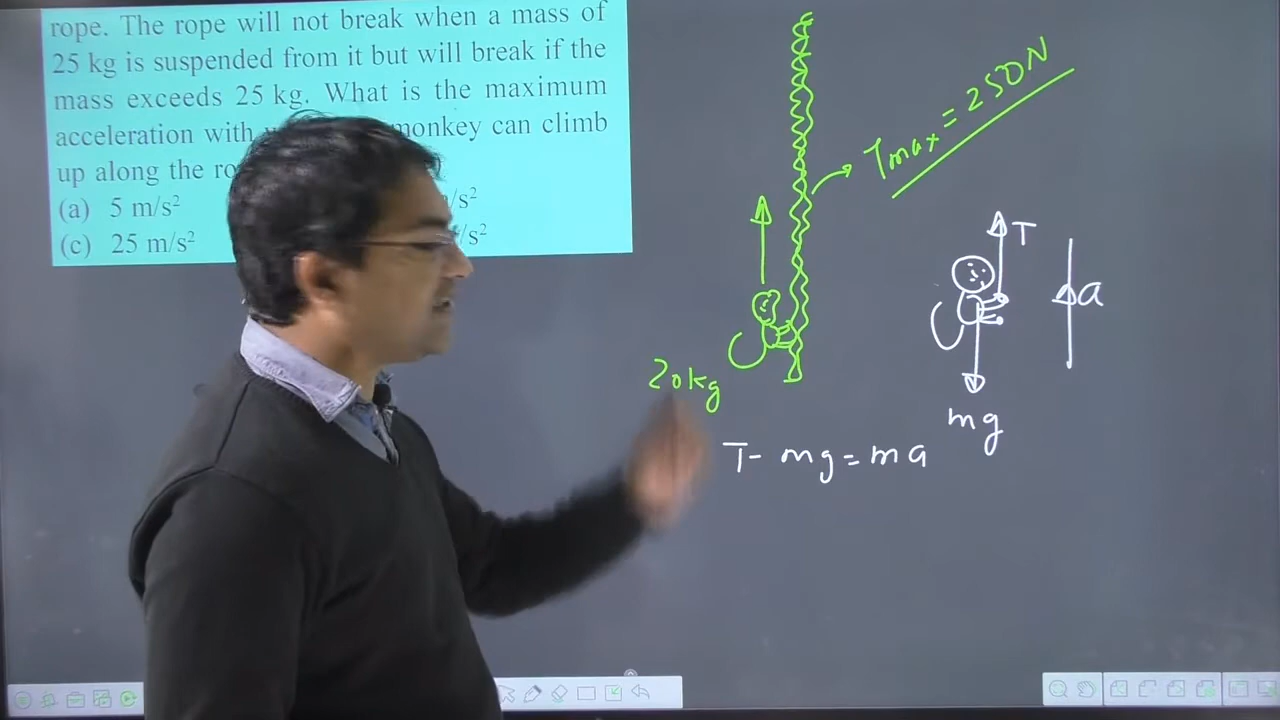 rope. The rope will not break when a mass of
25 kg is suspended from it but will break if the
mass exceeds 25 kg. What is the maximum
acceleration with monkey can climb
up along the
(a) 5 m/s²
/s²
(c) 25 m/s²
/s²
Tmax = 250N
T
a
20kg
mg
T- mg = ma